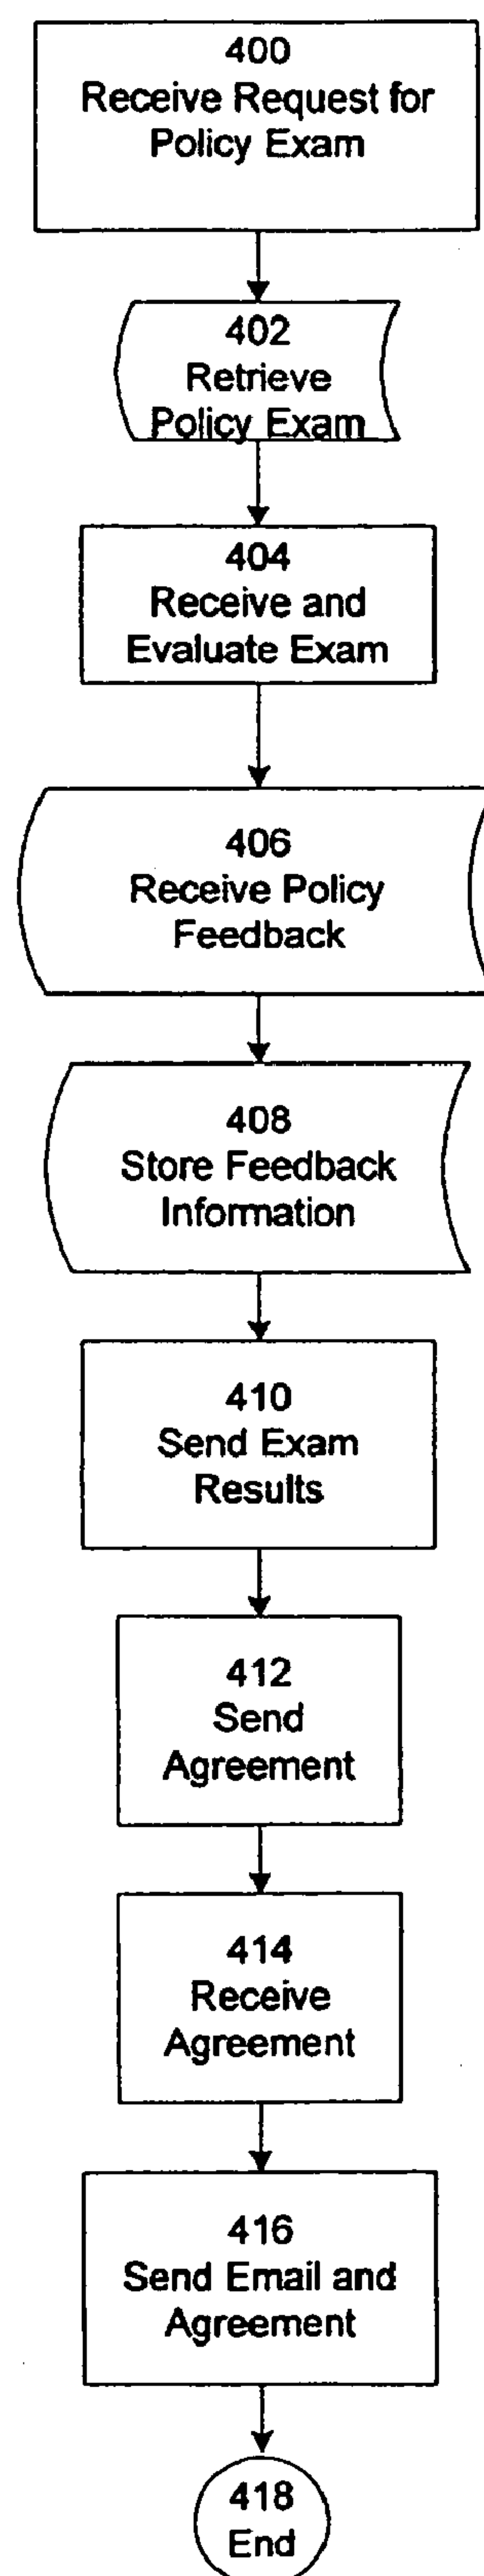 400
Receive Request for
Policy Exam
402
Retrieve
Policy Exam
404
Receive and
Evaluate Exam
406
Receive Policy
Feedback
408
Store Feedback
Information
410
Send Exam
Results
412
Send
Agreement
414
Receive
Agreement
416
Send Email and
Agreement
418
End